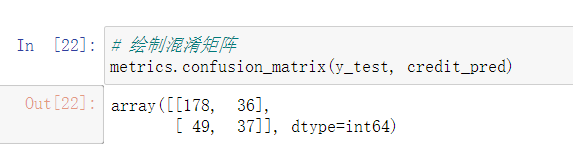 In [22]: # 绘制混淆矩阵
metrics.confusion_matrix(y_test, credit_pred)
Out[22]: array([[178, 36],
[ 49, 37]], dtype=int64)